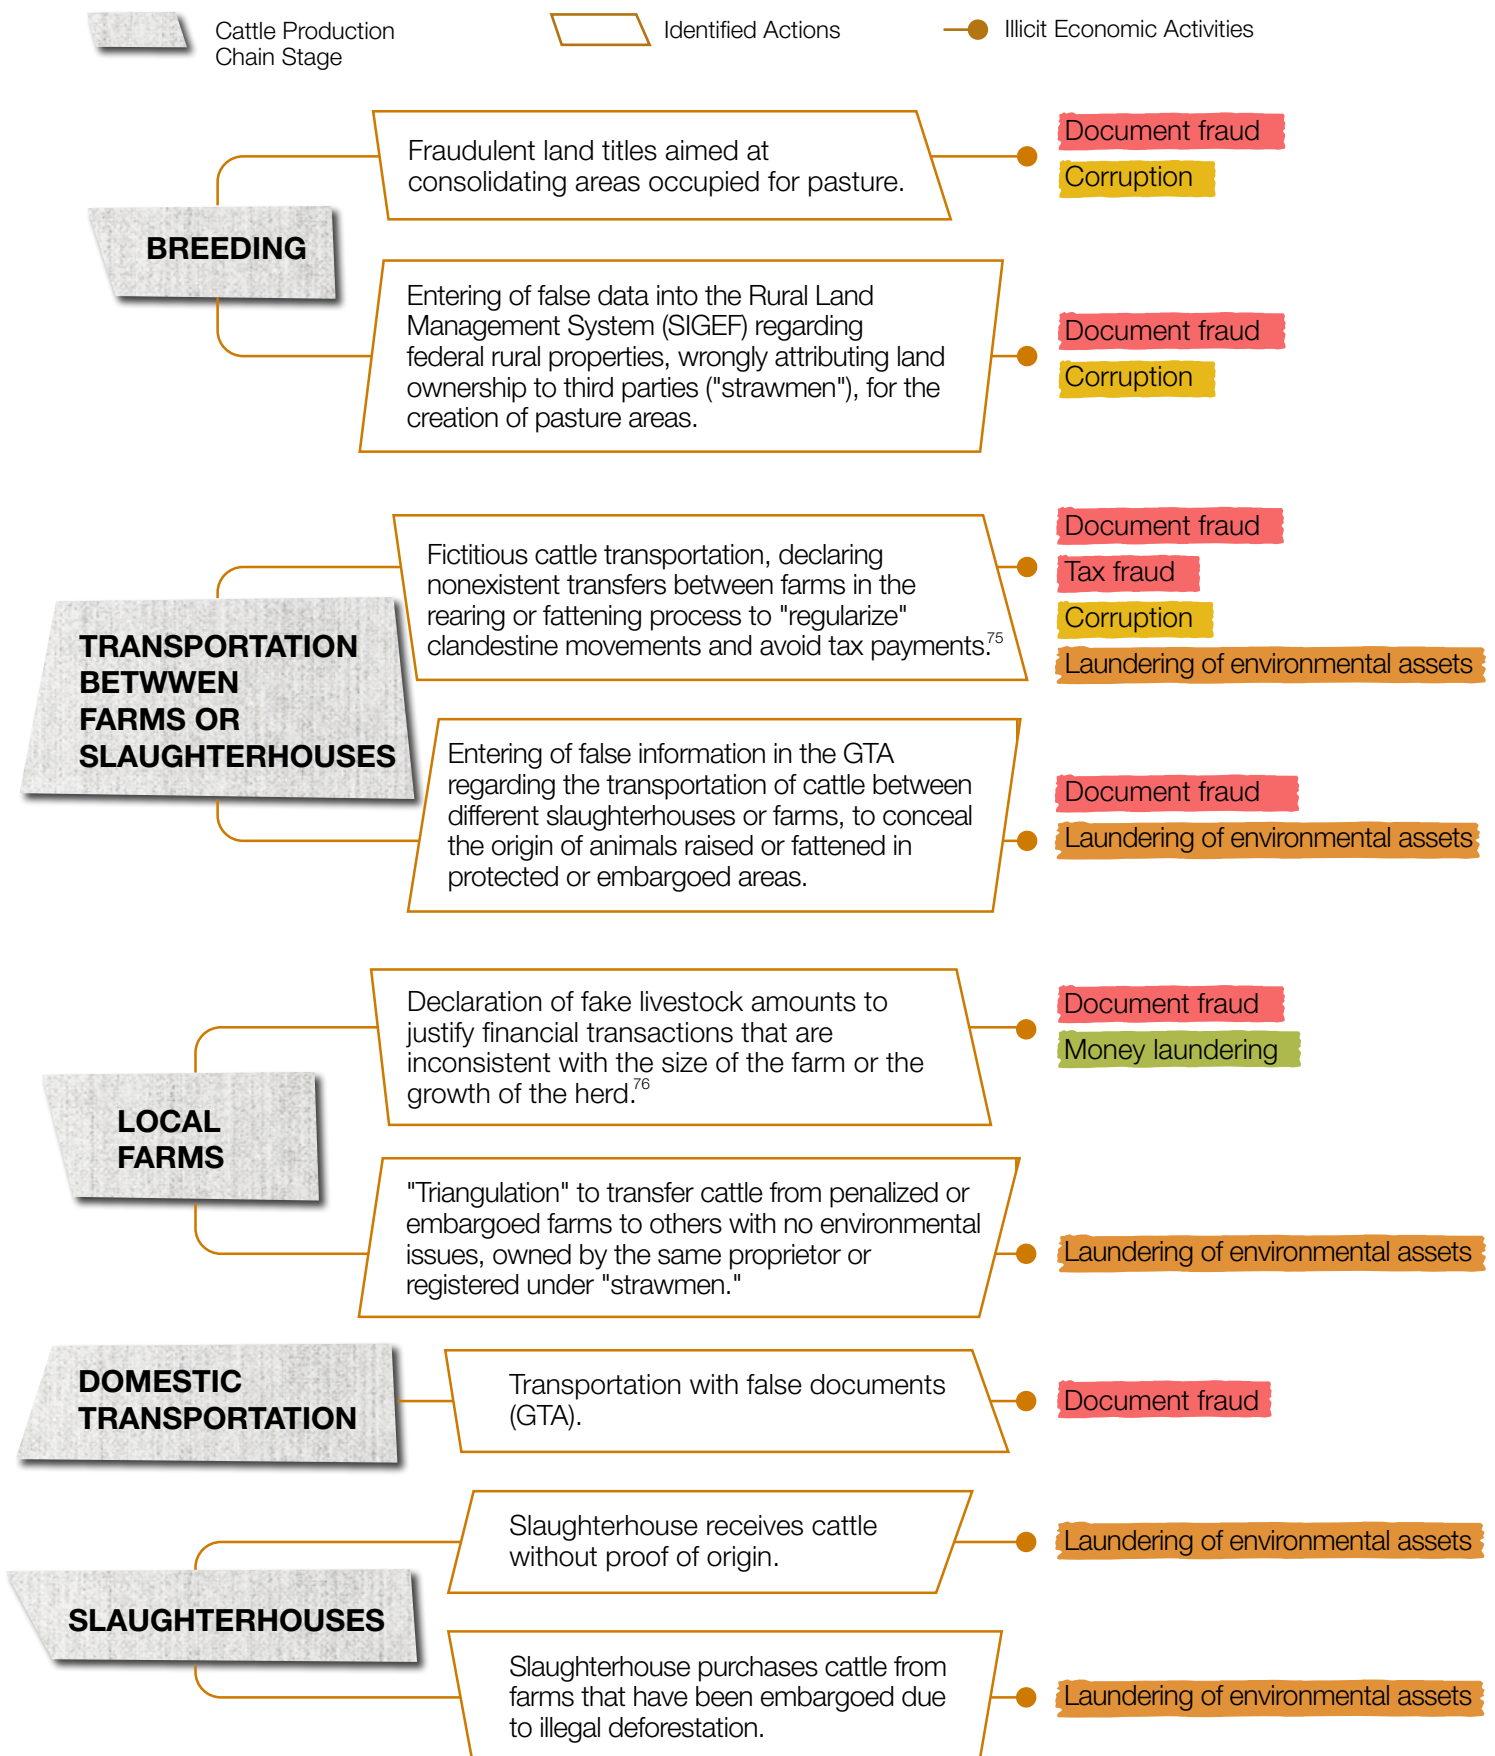 Cattle Production
Chain Stage
Identified Actions
Illicit Economic Activities
BREEDING
Fraudulent land titles aimed at
consolidating areas occupied for pasture.
Document fraud
Corruption
Entering of false data into the Rural Land
Management System (SIGEF) regarding
federal rural properties, wrongly attributing land
ownership to third parties ("strawmen"), for the
creation of pasture areas.
Document fraud
Corruption
TRANSPORTATION
BETWWEN
FARMS OR
SLAUGHTERHOUSES
Fictitious cattle transportation, declaring
nonexistent transfers between farms in the
rearing or fattening process to "regularize"
clandestine movements and avoid tax payments.75
Document fraud
Tax fraud
Corruption
Laundering of environmental assets
Entering of false information in the GTA
regarding the transportation of cattle between
different slaughterhouses or farms, to conceal
the origin of animals raised or fattened in
protected or embargoed areas.
Document fraud
Laundering of environmental assets
LOCAL
FARMS
Declaration of fake livestock amounts to
justify financial transactions that are
inconsistent with the size of the farm or the
growth of the herd.76
Document fraud
Money laundering
"Triangulation" to transfer cattle from penalized or
embargoed farms to others with no environmental
issues, owned by the same proprietor or
registered under "strawmen."
Laundering of environmental assets
DOMESTIC
TRANSPORTATION
Transportation with false documents
(GTA).
Document fraud
SLAUGHTERHOUSES
Slaughterhouse receives cattle
without proof of origin.
Laundering of environmental assets
Slaughterhouse purchases cattle from
farms that have been embargoed due
to illegal deforestation.
Laundering of environmental assets